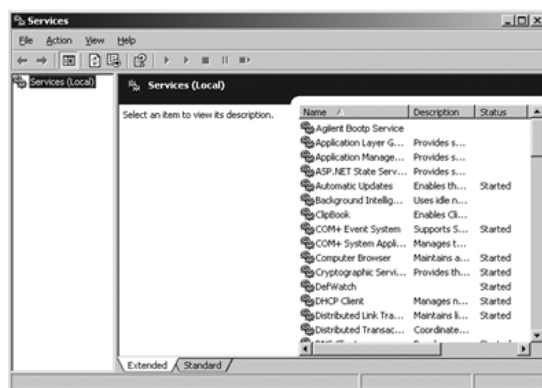 Services
File Action View Help
Services (Local)
Services (Local)
Select an item to view its description.
Name Description Status
Agilent Bootp Service
Application Layer G... Provides s...
Application Manage... Provides s...
ASP.NET State Serv... Provides s...
Automatic Updates Enables th... Started
Background Intellig... Uses idle n...
ClipBook Enables Cli...
COM+ Event System Supports S... Started
COM+ System Appli... Manages t...
Computer Browser Maintains a... Started
Cryptographic Servi... Provides th... Started
DefWatch Started
DHCP Client Manages n... Started
Distributed Link Tra... Maintains li... Started
Distributed Transac... Coordinate...
Extended Standard